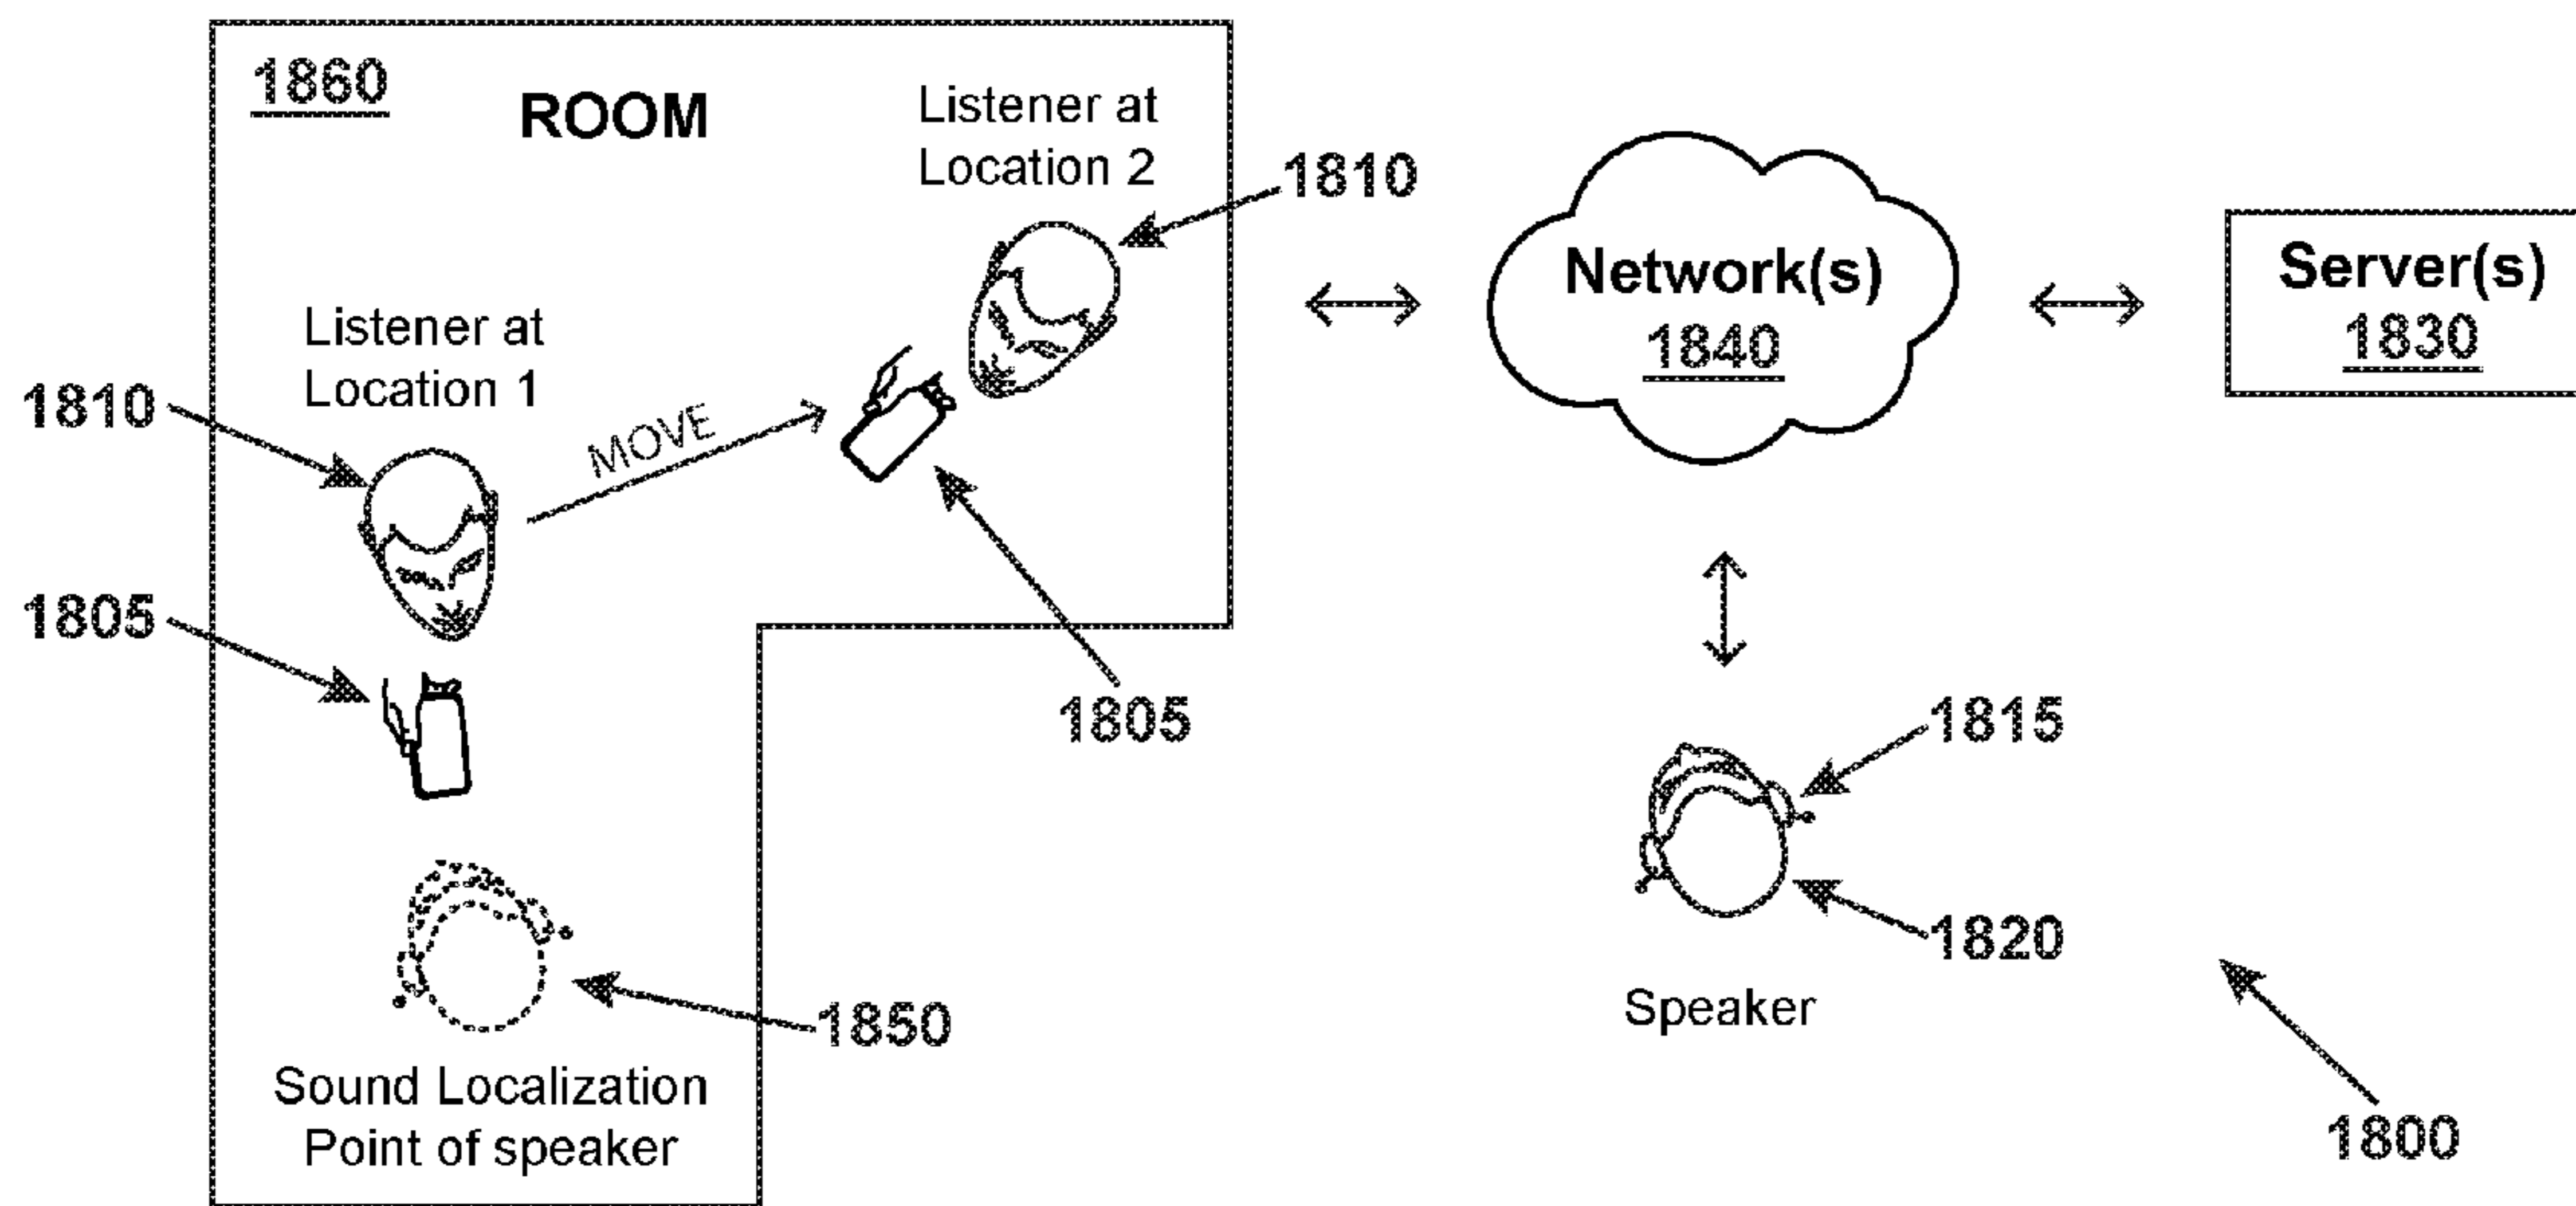 1860
ROOM
Listener at
Location 2
1810
Network(s)
1840
Server(s)
1830
Listener at
Location 1
1810
MOVE
1805
1805
1815
1820
Speaker
1850
Sound Localization
Point of speaker
1800